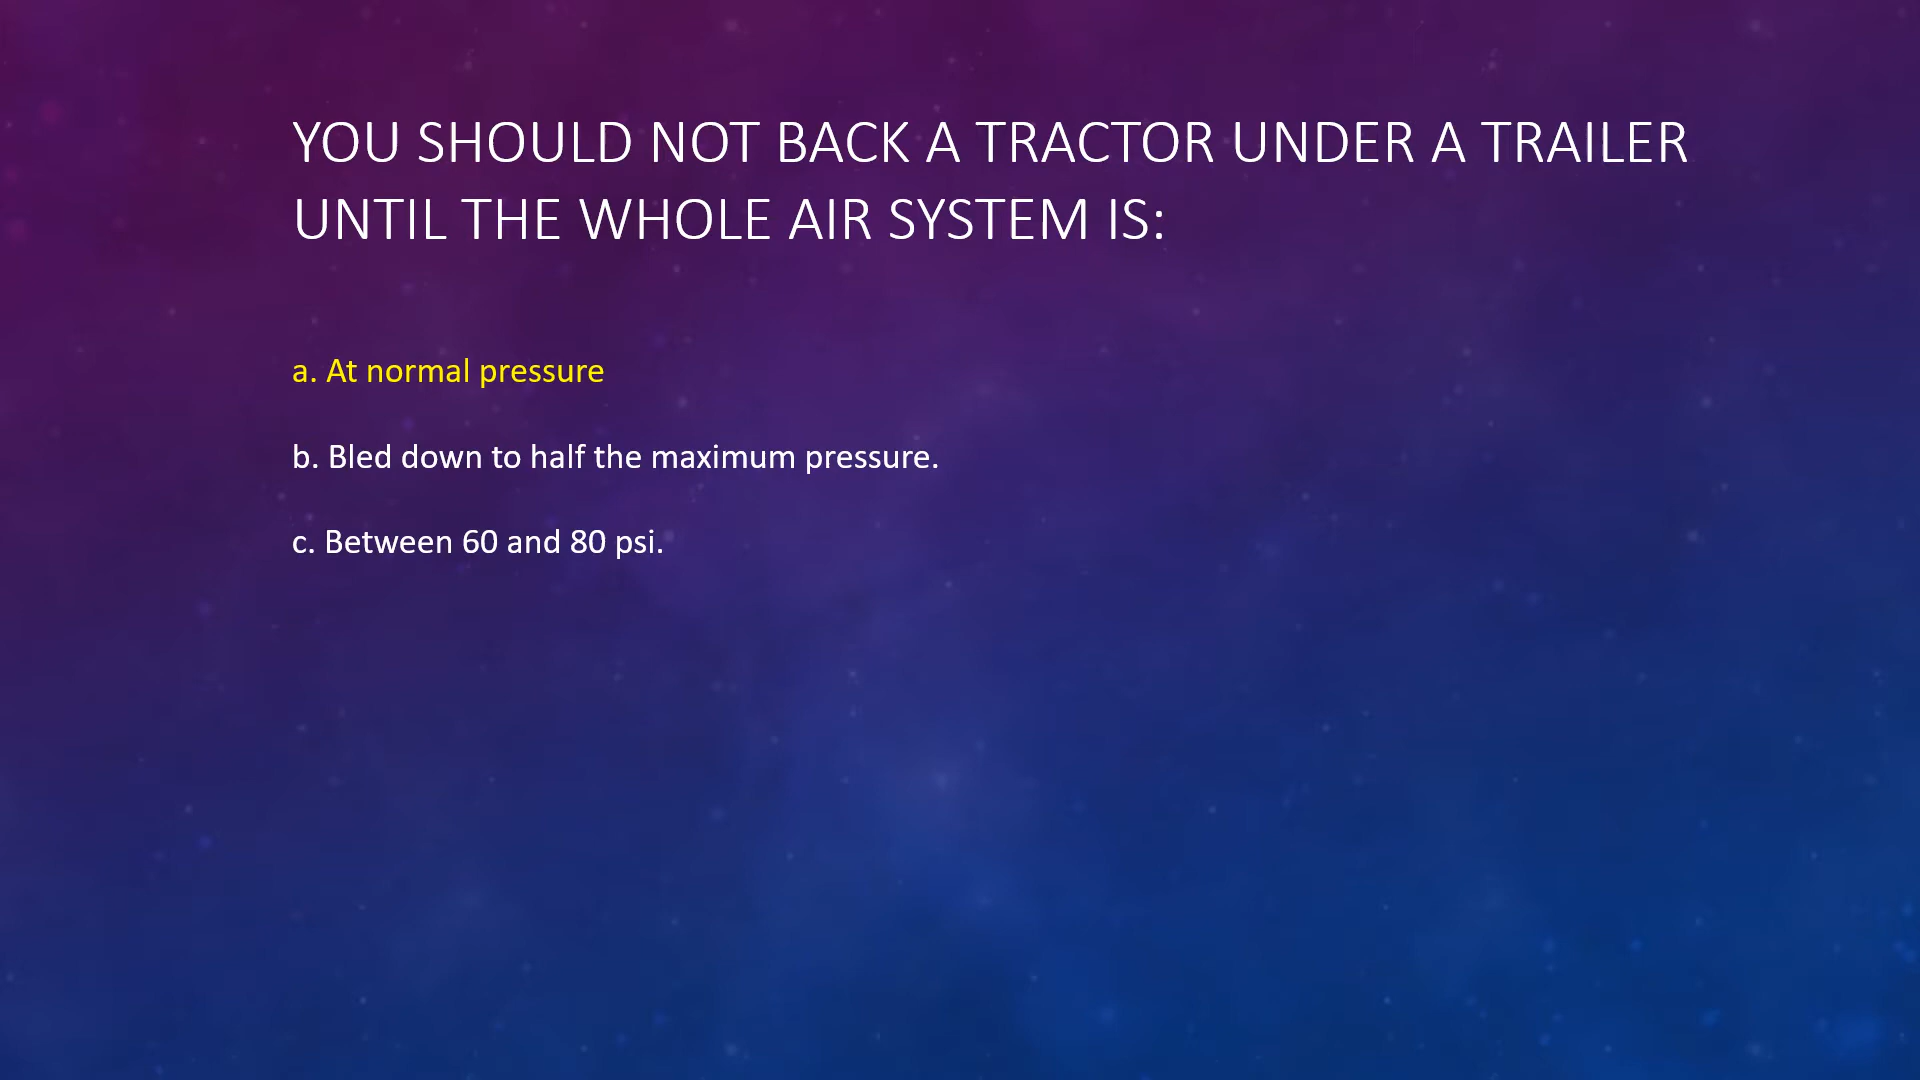 YOU SHOULD NOT BACK A TRACTOR UNDER A TRAILER
UNTIL THE WHOLE AIR SYSTEM IS:
a. At normal pressure
b. Bled down to half the maximum pressure.
c. Between 60 and 80 psi.